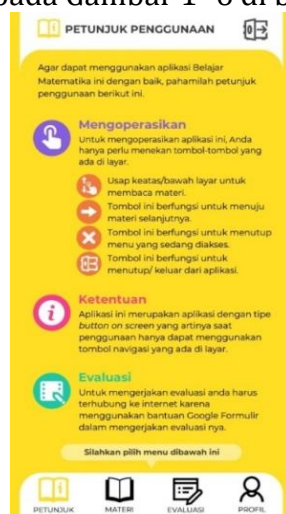 PETUNJUK PENGGUNAAN
Agar dapat menggunakan aplikasi Belajar
Matematika ini dengan baik, pahamilah petunjuk
penggunaan berikut ini.
Mengoperasikan
Untuk mengoperasikan aplikasi ini, Anda
hanya perlu menekan tombol-tombol yang
ada di layar.
Usap keatas/bawah layar untuk
membaca materi.
Tombol ini berfungsi untuk menuju
materi selanjutnya.
Tombol ini berfungsi untuk menutup
menu yang sedang diakses.
Tombol ini berfungsi untuk
menutup/ keluar dari aplikasi.
Ketentuan
Aplikasi ini merupakan aplikasi dengan tipe
button on screen yang artinya saat
penggunaan hanya dapat menggunakan
tombol navigasi yang ada di layar.
Evaluasi
Untuk mengerjakan evaluasi anda harus
terhubung ke internet karena
menggunakan bantuan Google Formulir
dalam mengerjakan evaluasi nya.
Silahkan pilih menu dibawah ini
PETUNJUK MATERI EVALUASI PROFIL